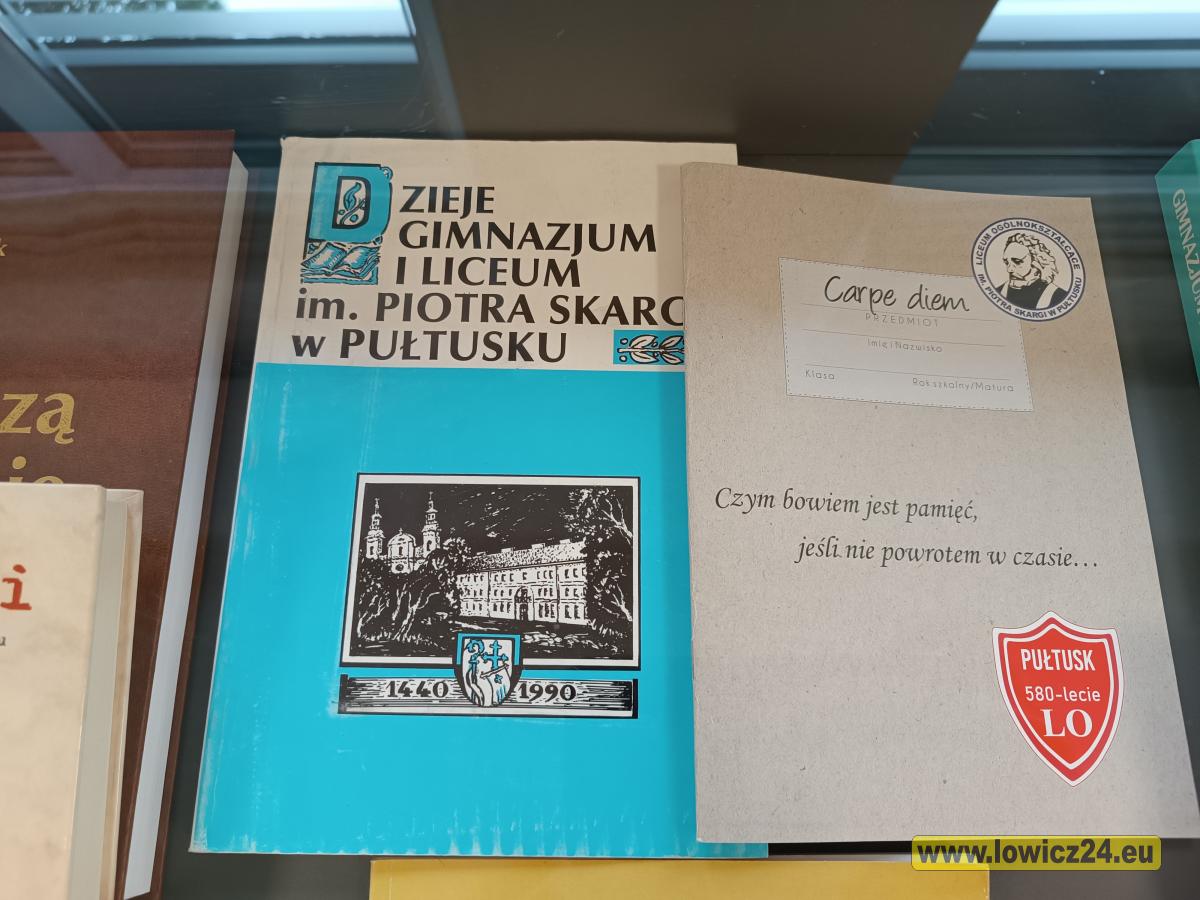 DZIEJE
GIMNAZJUM
I LICEUM
im. PIOTRA SKARG
w PUŁTUSKU
1440 1990
LICEUM OGÓLNOKSZTAŁCĄCE
IM. PIOTRA SKARGI W PUŁTUSKU
Carpe diem
PRZEDMIOT
Imię i Nazwisko
Klasa Rok szkolny/Matura
Czym bowiem jest pamięć,
jeśli nie powrotem w czasie...
PUŁTUSK
580-lecie
LO
www.lowicz24.eu